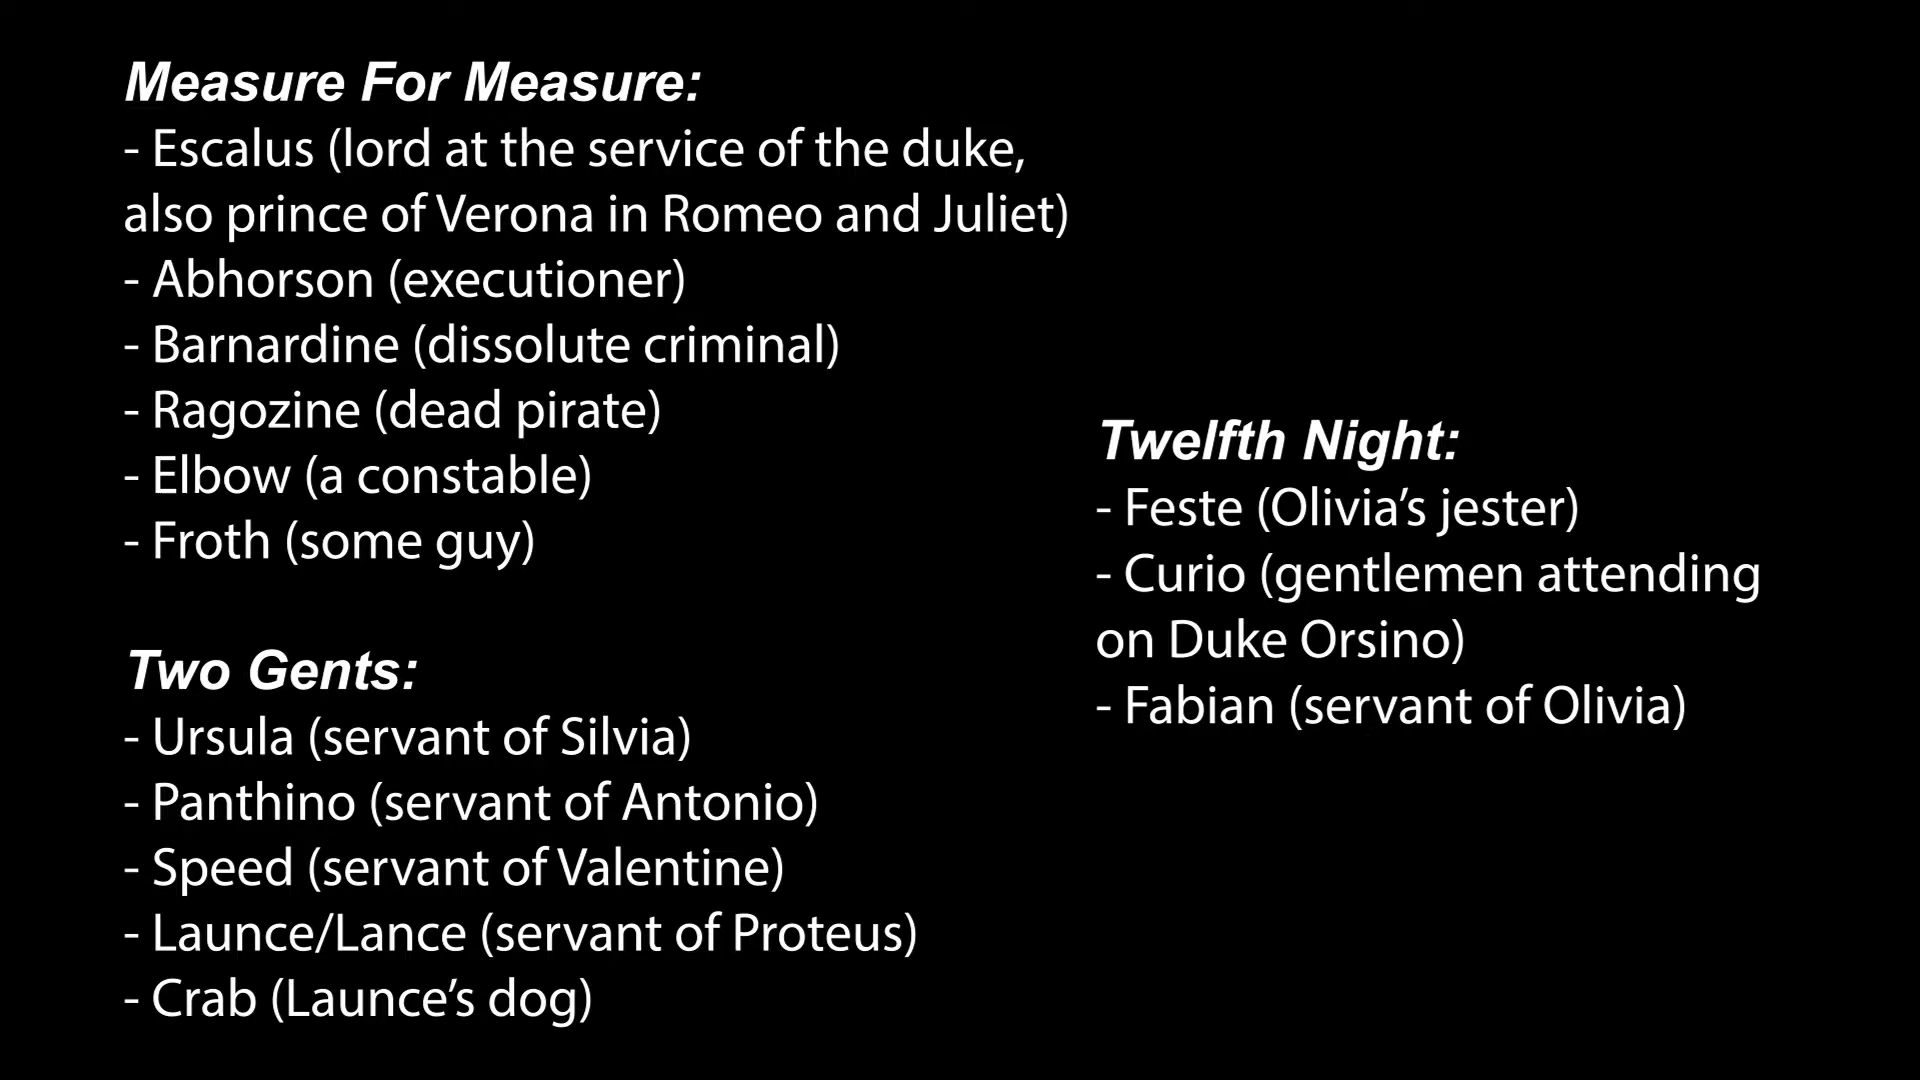 Measure For Measure:
- Escalus (lord at the service of the duke,
also prince of Verona in Romeo and Juliet)
- Abhorson (executioner)
- Barnardine (dissolute criminal)
- Ragozine (dead pirate)
- Elbow (a constable)
- Froth (some guy)
Two Gents:
- Ursula (servant of Silvia)
- Panthino (servant of Antonio)
- Speed (servant of Valentine)
- Launce/Lance (servant of Proteus)
- Crab (Launce’s dog)
Twelfth Night:
- Feste (Olivia’s jester)
- Curio (gentlemen attending
on Duke Orsino)
- Fabian (servant of Olivia)